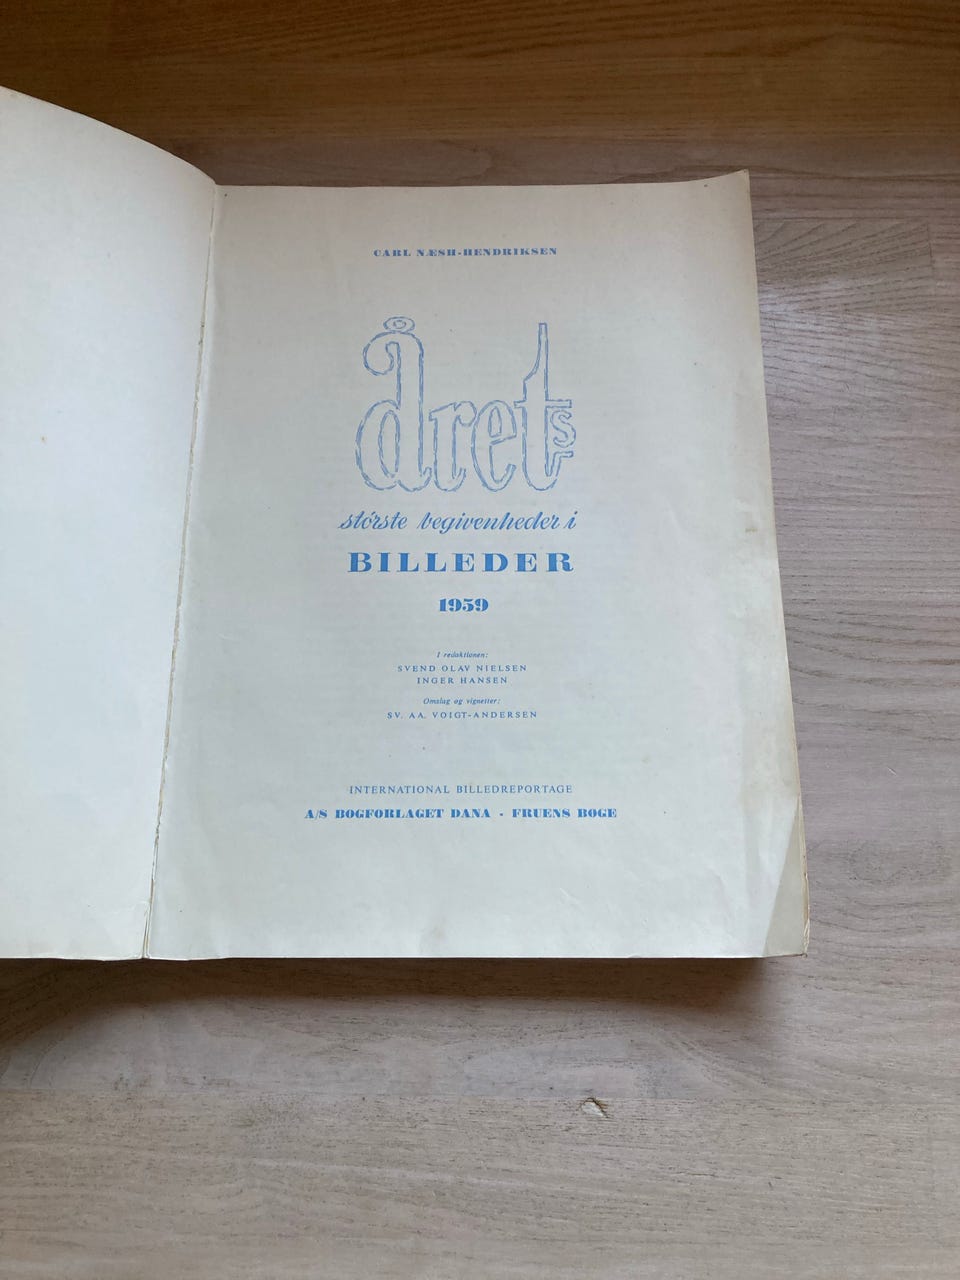 CARL NÆSH-HENDRIKSEN
årets
største begivenheder i
BILLEDER
1959
I redaktionen:
SVEND OLAV NIELSEN
INGER HANSEN
Omslag og vignetter:
SV. AA. VOIGT-ANDERSEN
INTERNATIONAL BILLEDREPORTAGE
A/S BOGFORLAGET DANA - FRUENS BØGE